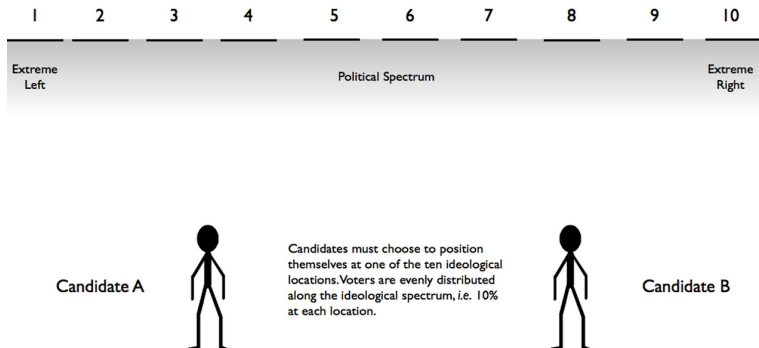 1 2 3 4 5 6 7 8 9 10
Extreme
Left
Political Spectrum
Extreme
Right
Candidate A
Candidates must choose to position
themselves at one of the ten ideological
locations. Voters are evenly distributed
along the ideological spectrum, i.e. 10%
at each location.
Candidate B